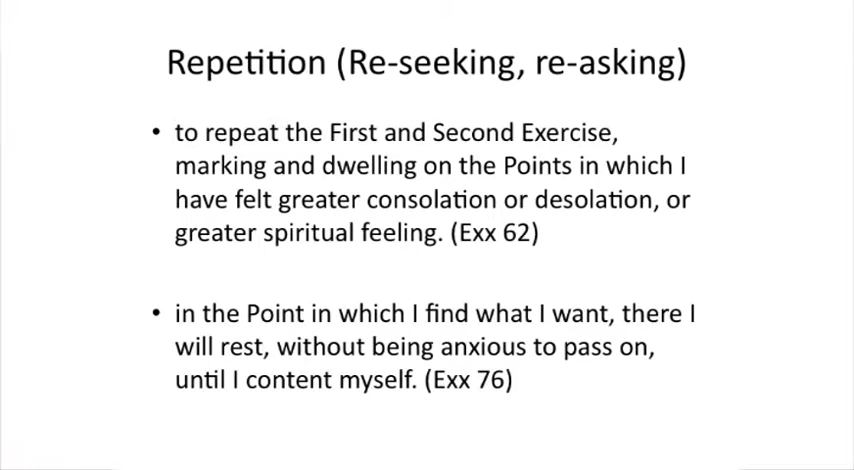 Repetition (Re-seeking, re-asking)
• to repeat the First and Second Exercise,
marking and dwelling on the Points in which I
have felt greater consolation or desolation, or
greater spiritual feeling. (Exx 62)
• in the Point in which I find what I want, there I
will rest, without being anxious to pass on,
until I content myself. (Exx 76)